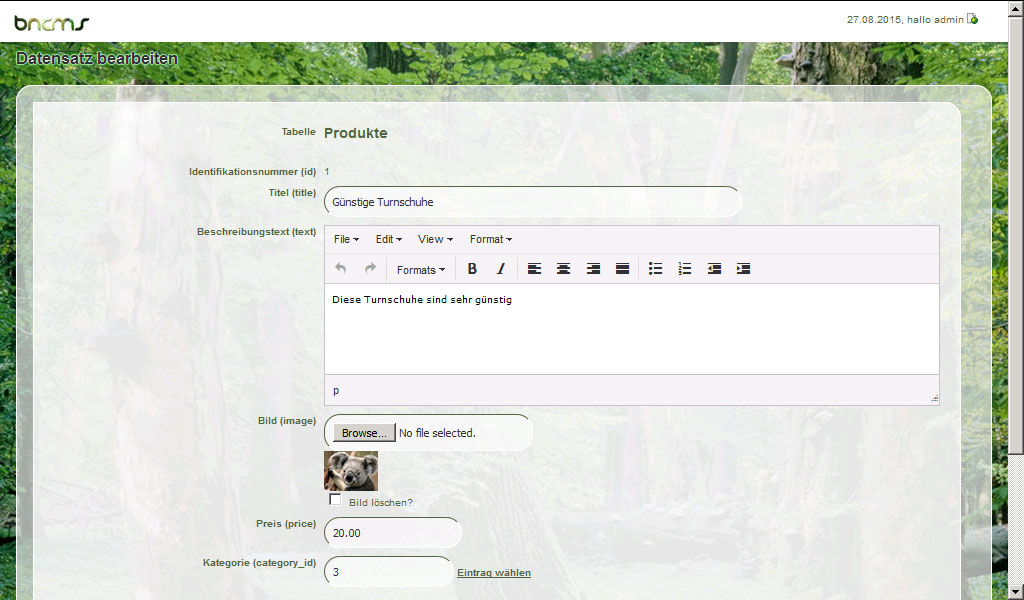 bncms
27.08.2015, hallo admin
Datensatz bearbeiten
Tabelle Produkte
Identifikationsnummer (id) 1
Titel (title) Günstige Turnschuhe
Beschreibungstext (text)
File Edit View Format
Formats B I
Diese Turnschuhe sind sehr günstig
p
Bild (image) Browse... No file selected.
Bild löschen?
Preis (price) 20.00
Kategorie (category_id) 3 Eintrag wählen